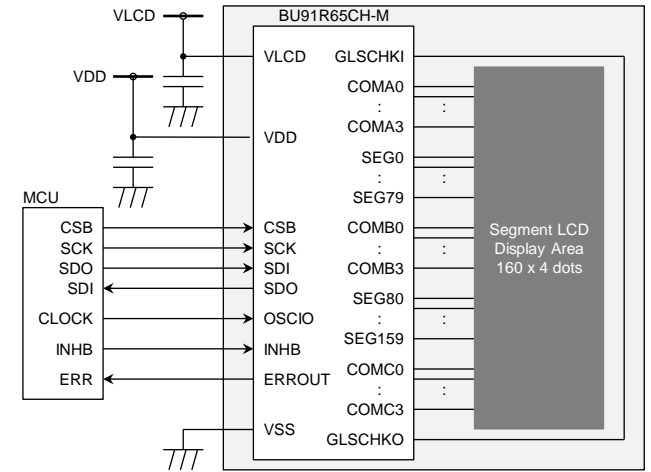 VLCD
BU91R65CH-M
VLCD
GLSCHKI
VDD
COMA0
:
:
COMA3
VDD
SEG0
:
:
SEG79
MCU
CSB
CSB
COMB0
SCK
SCK
:
:
SDO
SDI
COMB3
Segment LCD
Display Area
160 x 4 dots
SDI
SDO
SEG80
CLOCK
OSCIO
:
:
SEG159
INHB
INHB
COMC0
ERR
ERROUT
:
:
COMC3
VSS
GLSCHKO